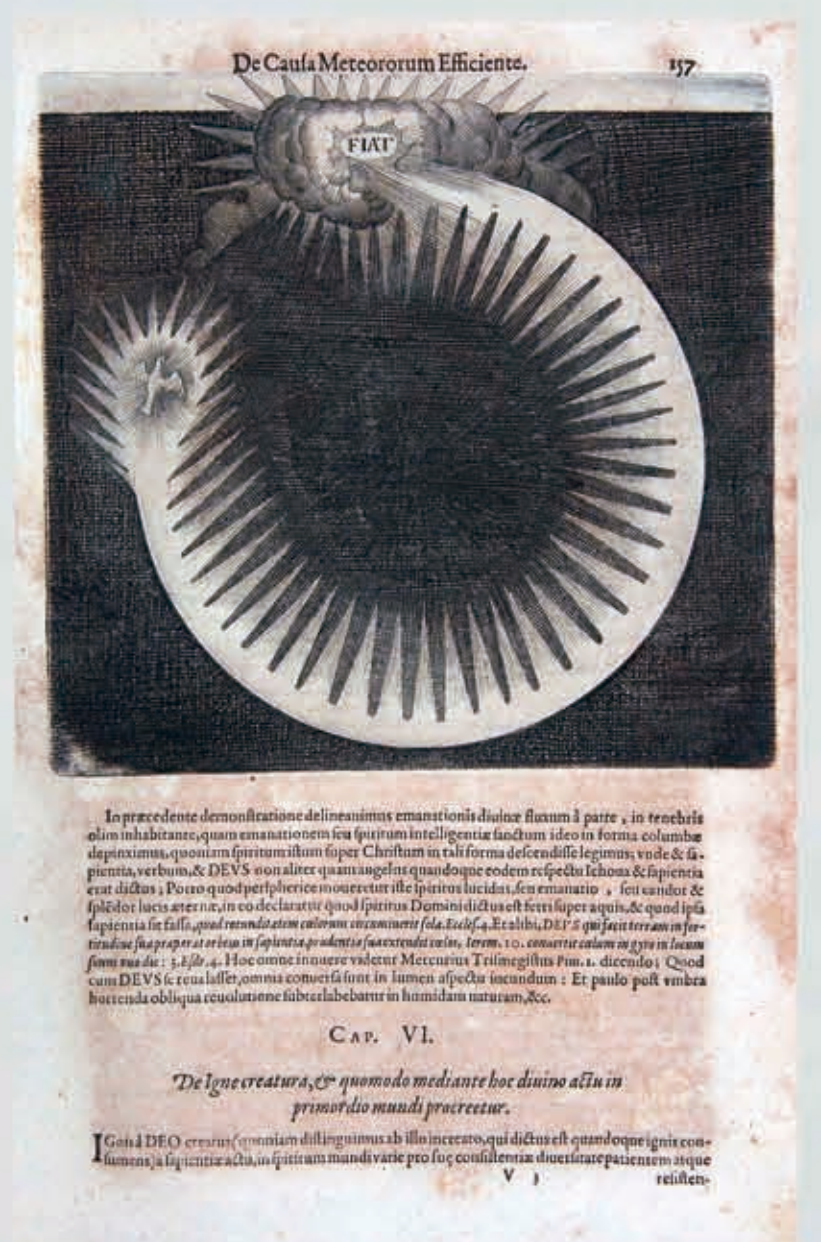 De Cauſa Meteororum Efficiente. 157
FIAT
In præcedente demonſtratione delineauimus emanationis diuinæ fluxum à parte, in tenebris
olim inhabitante, quam emanationem ſeu ſpiritum intelligentiæ ſanctum ideo in forma columbæ
depinximus, quoniam ſpiritum iſtum ſuper Chriſtum in tali forma deſcendiſſe legimus; vnde & ſa-
pientia, verbum, & DEVS non aliter quam angelus quandoque eodem reſpectu Iehoua & ſapientia
erat dictus; Porro quod periphericè moueretur iſte ſpiritus lucidus, ſeu emanatio, ſeu candor &
ſplēdor lucis æternæ, in eo declaratur quod ſpiritus Domini dictus eſt ferri ſuper aquis, & quod ipſa
ſapientia ſit faſſa, quod rotunditatem cælorum circumiuerit ſola. Eccleſ. 4. Et alibi, DEVS qui facit terram in for-
titudine ſua præparat orbem in ſapientia, prudentia ſua extendit cælos. Ierem. 10. conuertit cælum in gyro in locum
ſuum die: 3. Eſdr. 4. Hoc omne innuere videtur Mercurius Triſmegiſtus Pim. 1. dicendo; Quod
cum DEVS ſe reuelaſſet, omnia conuerſa ſunt in lumen aſpectu iucundum: Et paulo poſt vmbra
horrenda obliqua reuolutione ſubterlabebatur in humidam naturam, &c.
CAP. VI.
De Igne creatura, & quomodo mediante hoc diuino actu in
primordio mundi procreetur.
IGnis à DEO creatus (quoniam diſtinguimus ab illo increato, qui dictus eſt quandoque ignis con-
ſumens) a ſapientiæ actu, in ſpiritum mundi varie pro ſuę conſiſtentiæ diuerſitate patientem atque
V 3 reſiſten-